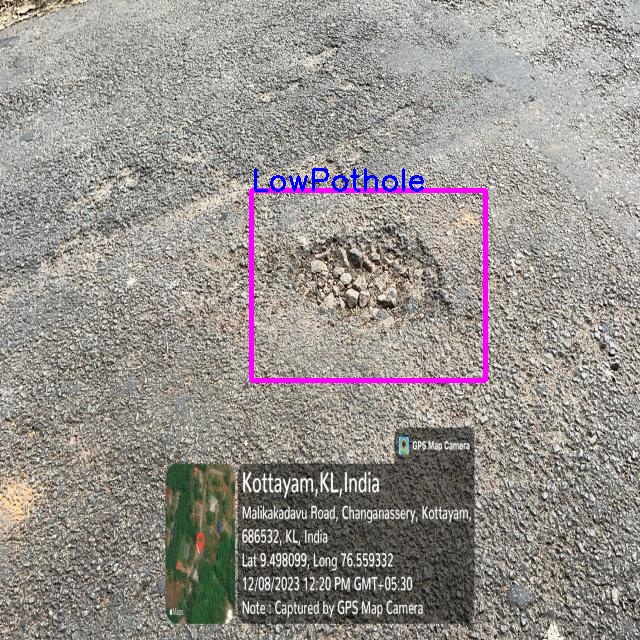 LowPothole
GPS Map Camera
Kottayam,KL,India
Malikakadavu Road, Changanassery, Kottayam,
686532, KL, India
Lat 9.498099, Long 76.559332
12/08/2023 12:20 PM GMT+05:30
Note : Captured by GPS Map Camera
Maps